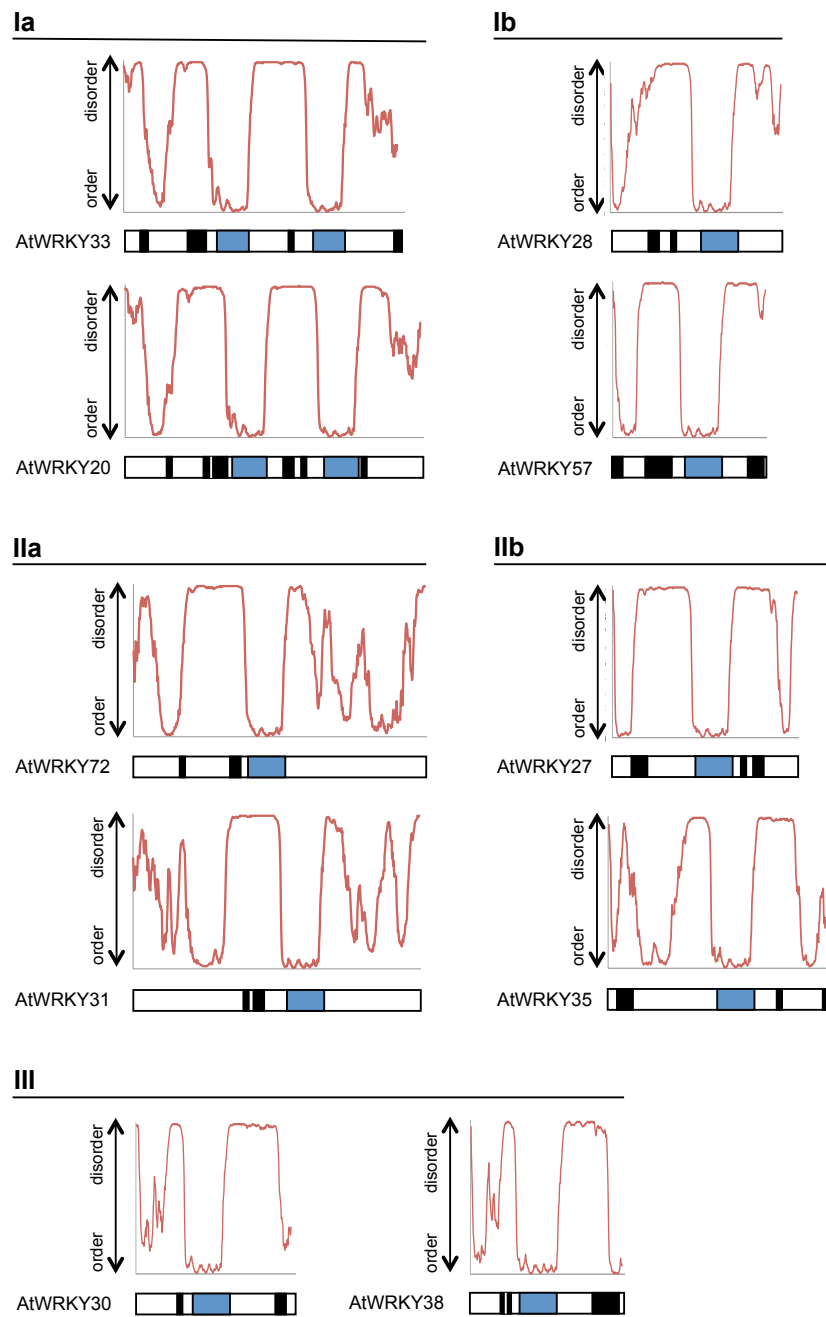 Ia
Ib
disorder
order
AtWRKY33
disorder
order
AtWRKY28
disorder
order
AtWRKY20
disorder
order
AtWRKY57
IIa
IIb
disorder
order
AtWRKY72
disorder
order
AtWRKY27
disorder
order
AtWRKY31
disorder
order
AtWRKY35
III
disorder
order
AtWRKY30
disorder
order
AtWRKY38